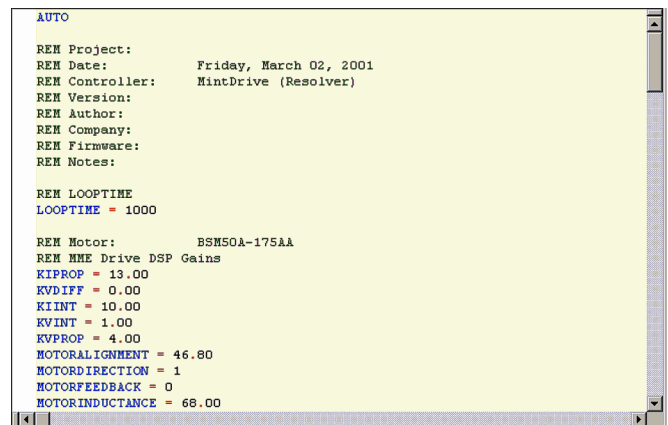 AUTO
REM Project:
REM Date: Friday, March 02, 2001
REM Controller: MintDrive (Resolver)
REM Version:
REM Author:
REM Company:
REM Firmware:
REM Notes:
REM LOOPTIME
LOOPTIME = 1000
REM Motor: BSM50A-175AA
REM MME Drive DSP Gains
KIPROP = 13.00
KVDIFF = 0.00
KIINT = 10.00
KVINT = 1.00
KVPROP = 4.00
MOTORALIGNMENT = 46.80
MOTORDIRECTION = 1
MOTORFEEDBACK = 0
MOTORINDUCTANCE = 68.00